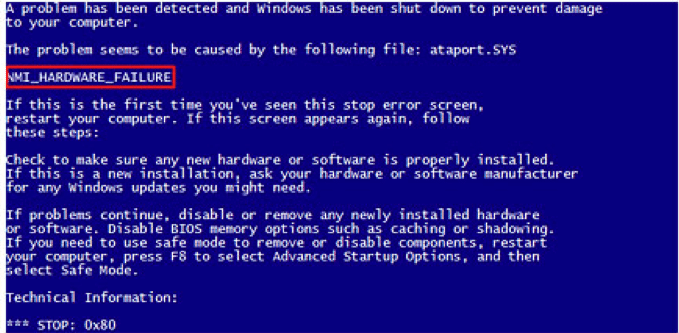 A problem has been detected and Windows has been shut down to prevent damage
to your computer.
The problem seems to be caused by the following file: ataport.SYS
NMI_HARDWARE_FAILURE
If this is the first time you've seen this stop error screen,
restart your computer. If this screen appears again, follow
these steps:
Check to make sure any new hardware or software is properly installed.
If this is a new installation, ask your hardware or software manufacturer
for any Windows updates you might need.
If problems continue, disable or remove any newly installed hardware
or software. Disable BIOS memory options such as caching or shadowing.
If you need to use safe mode to remove or disable components, restart
your computer, press F8 to select Advanced Startup Options, and then
select Safe Mode.
Technical Information:
*** STOP: 0x80